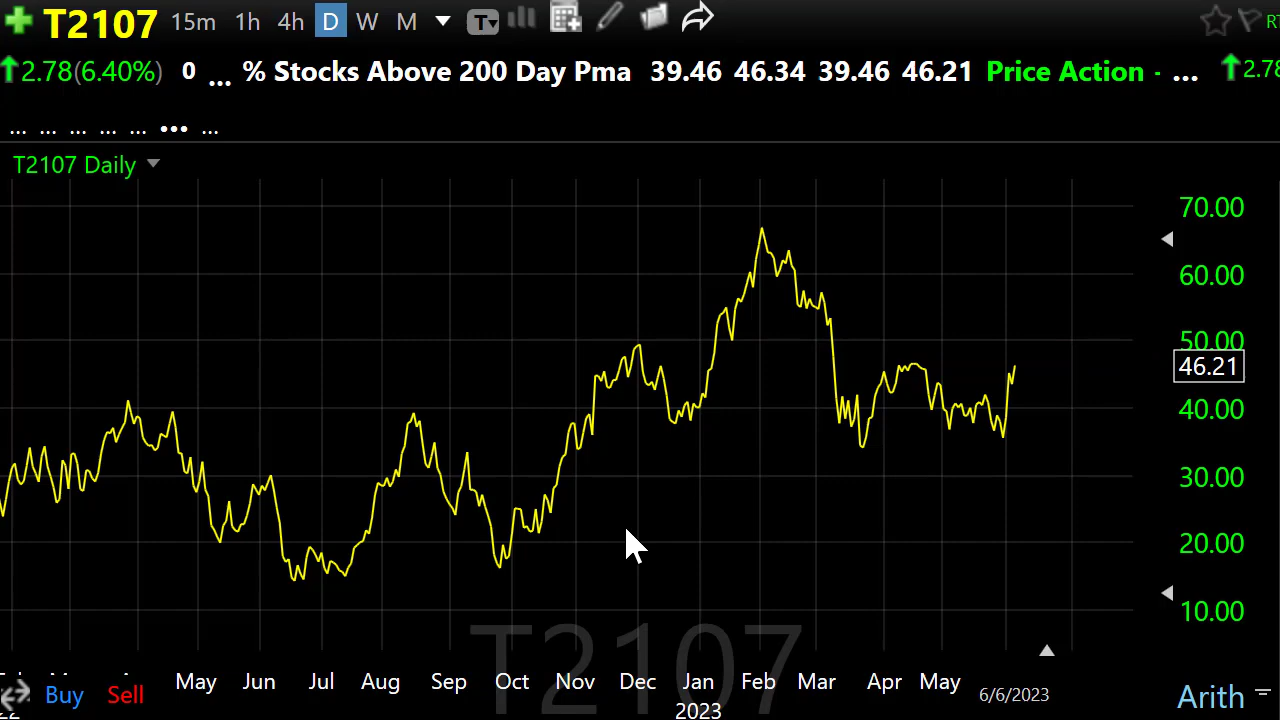 T2107 15m 1h 4h D W M T
2.78(6.40%) 0 ... % Stocks Above 200 Day Pma 39.46 46.34 39.46 46.21 Price Action - ... 2.78
... ... ... ... ... ... ...
T2107 Daily
70.00
60.00
50.00
46.21
40.00
30.00
20.00
10.00
T2107
May Jun Jul Aug Sep Oct Nov Dec Jan Feb Mar Apr May 6/6/2023
Buy Sell Arith
2023